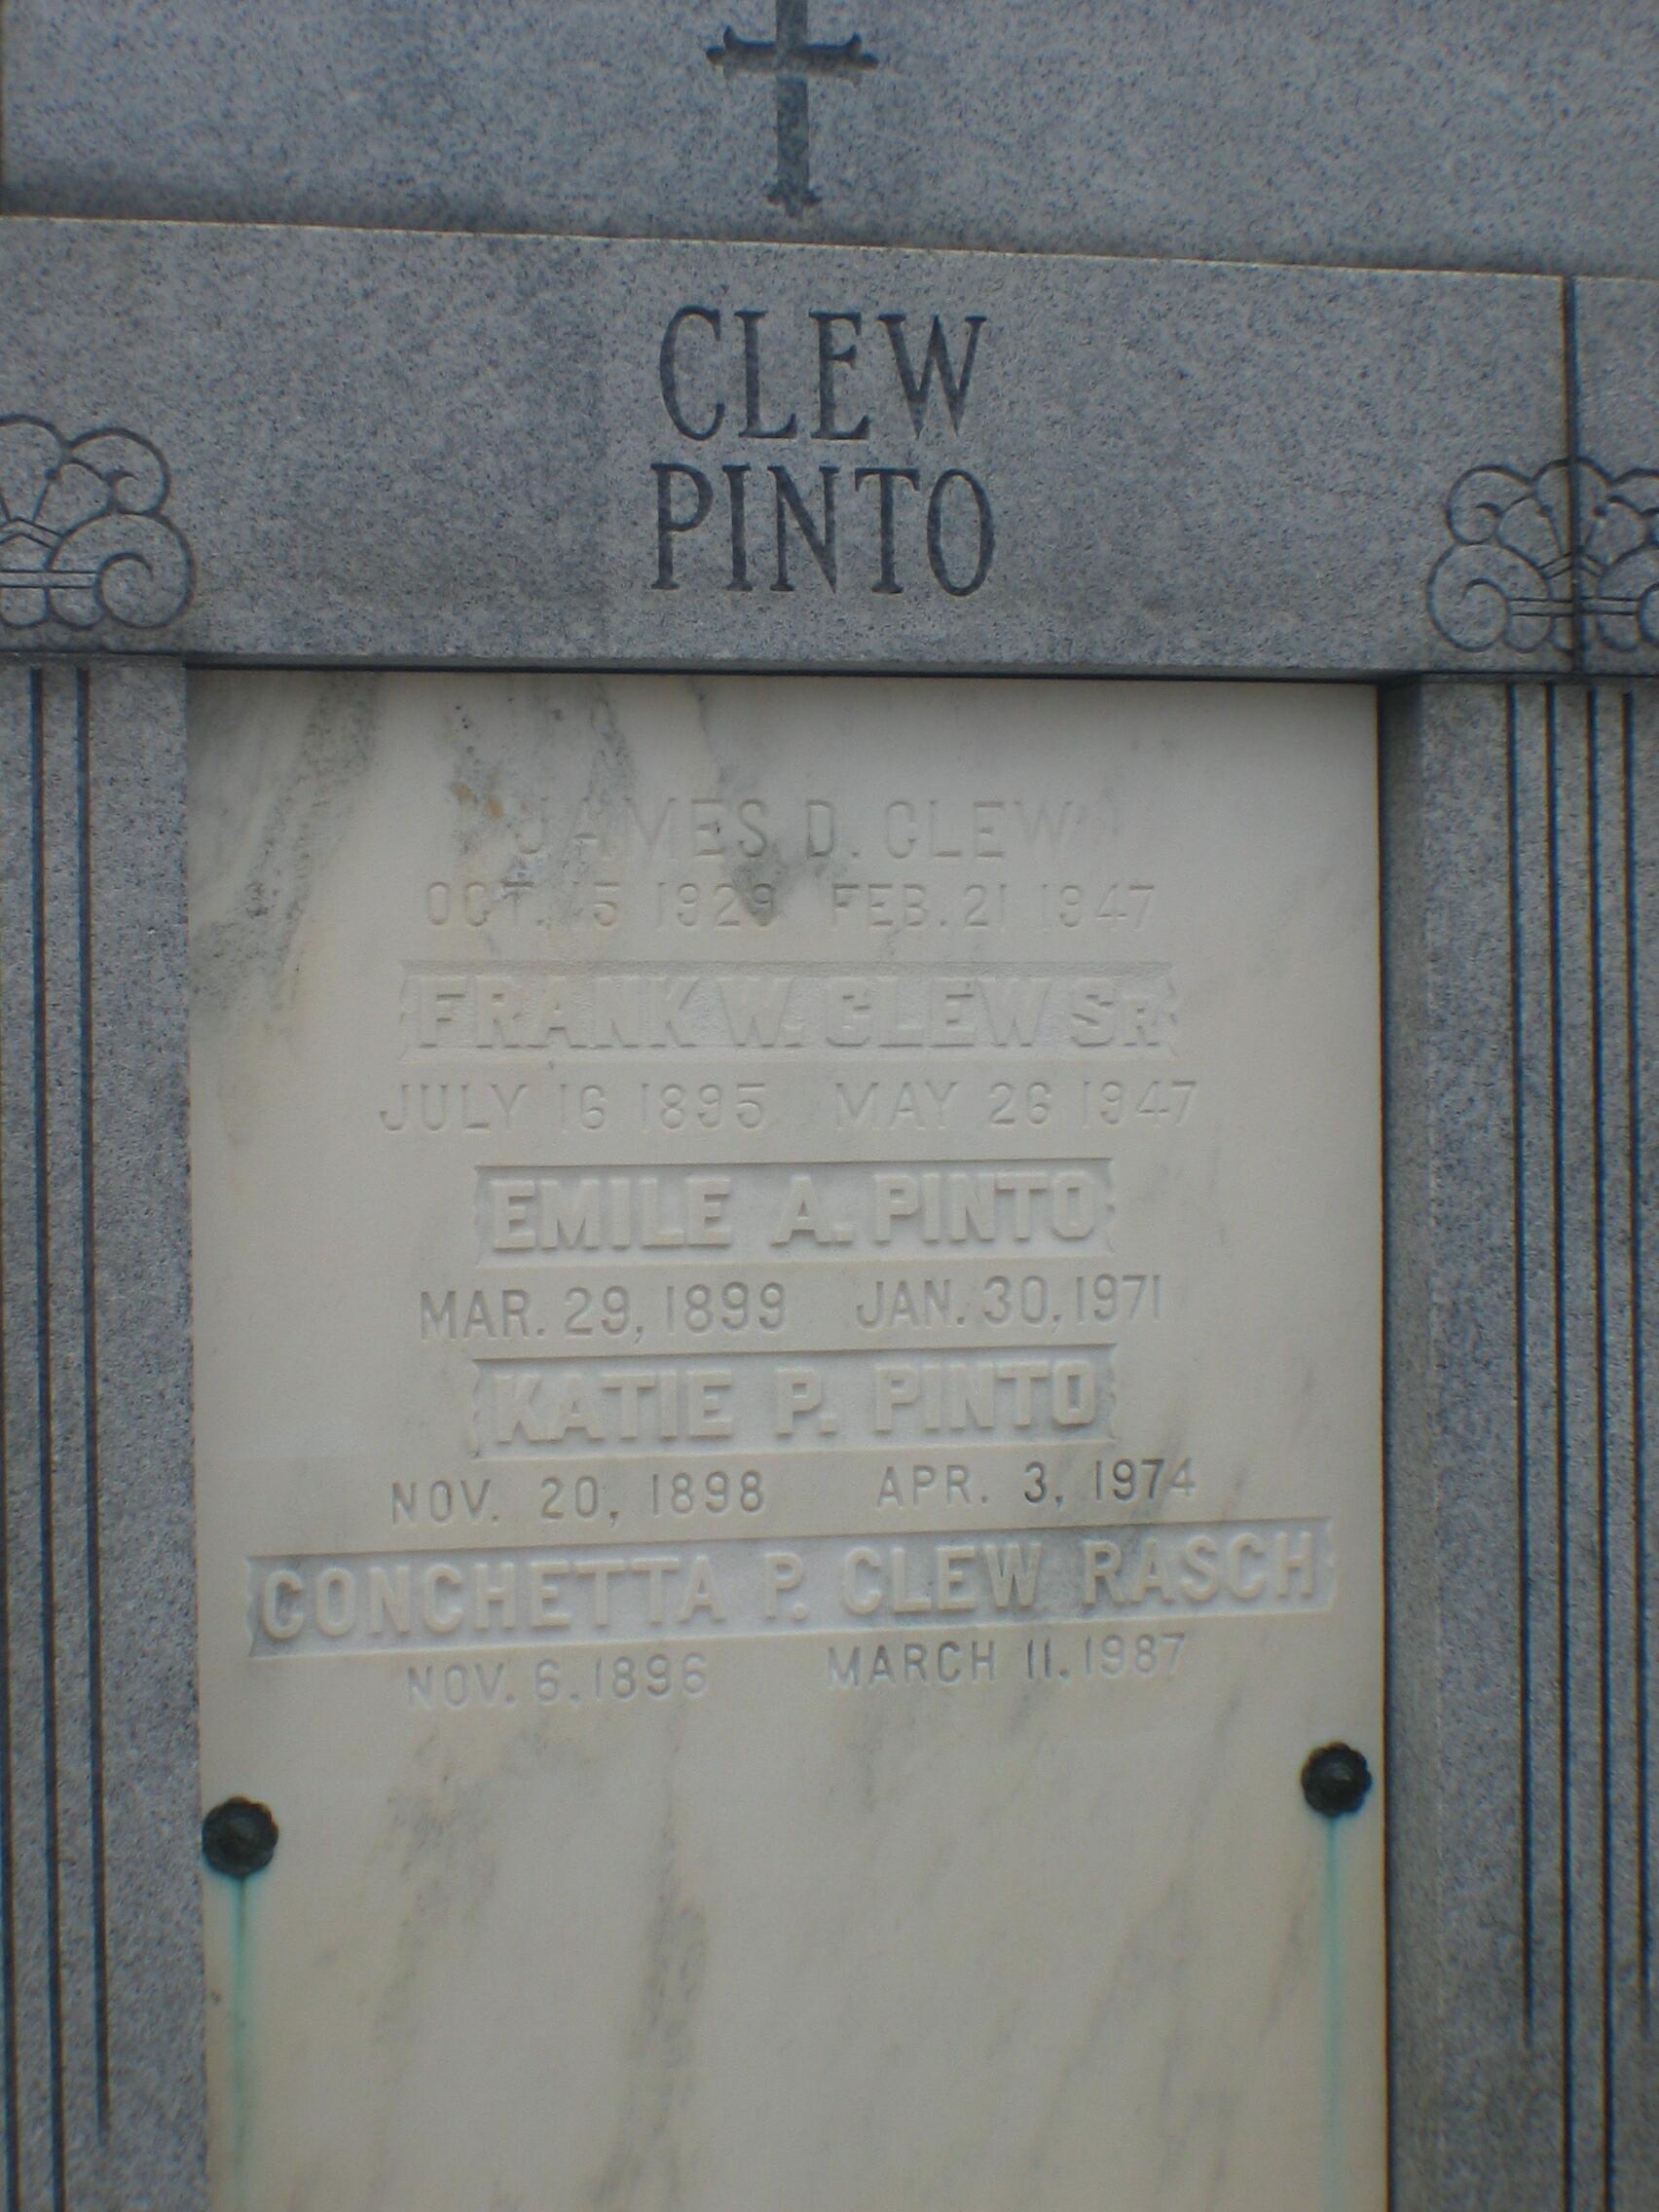 CLEW
PINTO
JAMES D. CLEW
OCT. 15 1929 FEB. 21 1947
FRANK W. CLEW SR
JULY 16 1895 MAY 26 1947
EMILE A. PINTO
MAR. 29, 1899 JAN. 30, 1971
KATIE P. PINTO
NOV. 20, 1898 APR. 3, 1974
CONCHETTA P. CLEW RASCH
NOV. 6, 1896 MARCH 11, 1987